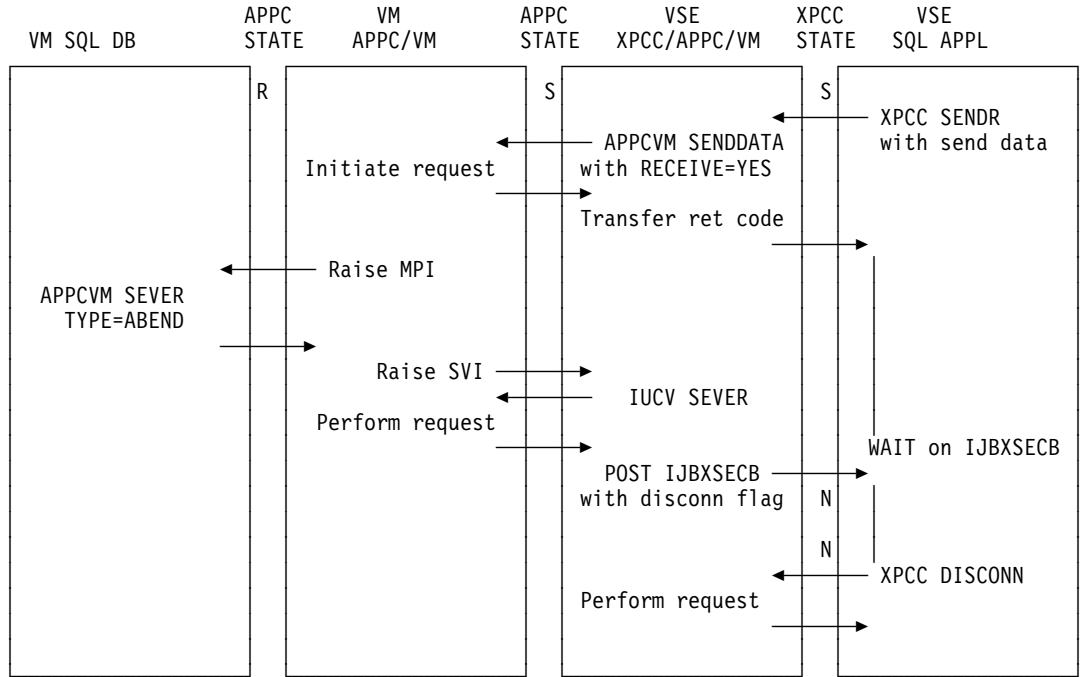 APPC VM APPC VSE XPCC VSE
VM SQL DB STATE APPC/VM STATE XPCC/APPC/VM STATE SQL APPL
R S S
XPCC SENDR
APPCVM SENDDATA with send data
Initiate request with RECEIVE=YES
Transfer ret code
Raise MPI
APPCVM SEVER
TYPE=ABEND
Raise SVI
IUCV SEVER
Perform request
WAIT on IJBXSECB
POST IJBXSECB
with disconn flag N
N
XPCC DISCONN
Perform request